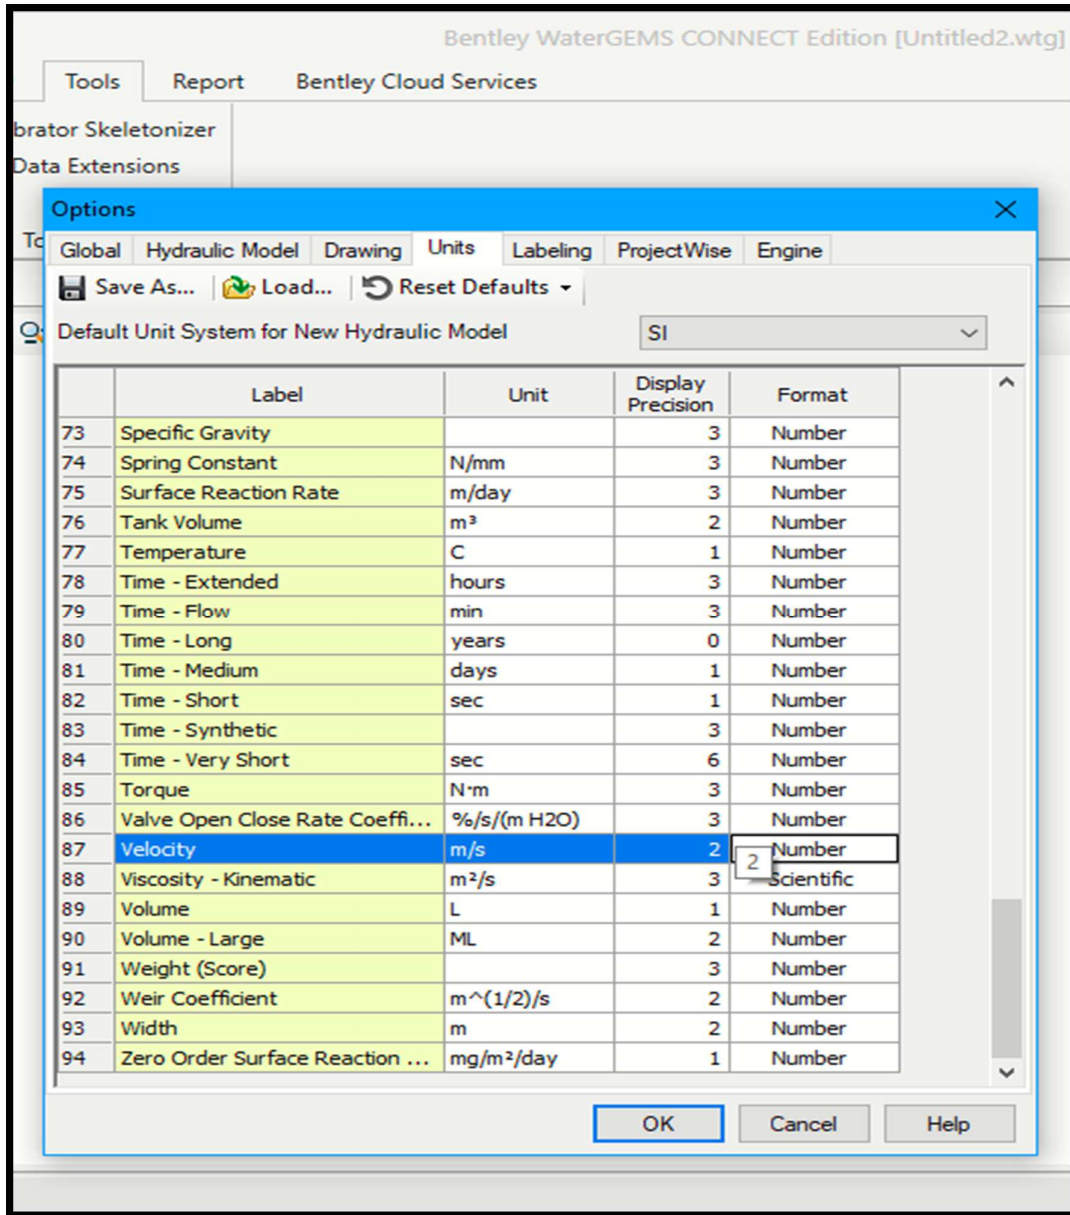 Bentley WaterGEMS CONNECT Edition [Untitled2.wtg]
Tools Report Bentley Cloud Services
brator Skeletonizer
Data Extensions
Options
To
Global Hydraulic Model Drawing Units Labeling ProjectWise Engine
Save As... Load... Reset Defaults
Default Unit System for New Hydraulic Model SI
Label Unit Display Precision Format
73 Specific Gravity 3 Number
74 Spring Constant N/mm 3 Number
75 Surface Reaction Rate m/day 3 Number
76 Tank Volume m³ 2 Number
77 Temperature C 1 Number
78 Time - Extended hours 3 Number
79 Time - Flow min 3 Number
80 Time - Long years 0 Number
81 Time - Medium days 1 Number
82 Time - Short sec 1 Number
83 Time - Synthetic 3 Number
84 Time - Very Short sec 6 Number
85 Torque N·m 3 Number
86 Valve Open Close Rate Coeffi... %/s/(m H2O) 3 Number
87 Velocity m/s 2 Number
2
88 Viscosity - Kinematic m²/s 3 Scientific
89 Volume L 1 Number
90 Volume - Large ML 2 Number
91 Weight (Score) 3 Number
92 Weir Coefficient m^(1/2)/s 2 Number
93 Width m 2 Number
94 Zero Order Surface Reaction ... mg/m²/day 1 Number
OK Cancel Help